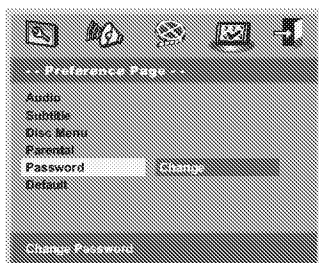 - - Preference Page - -
Audio
Subtitle
Disc Menu
Parental
Password Change
Default
Change Password